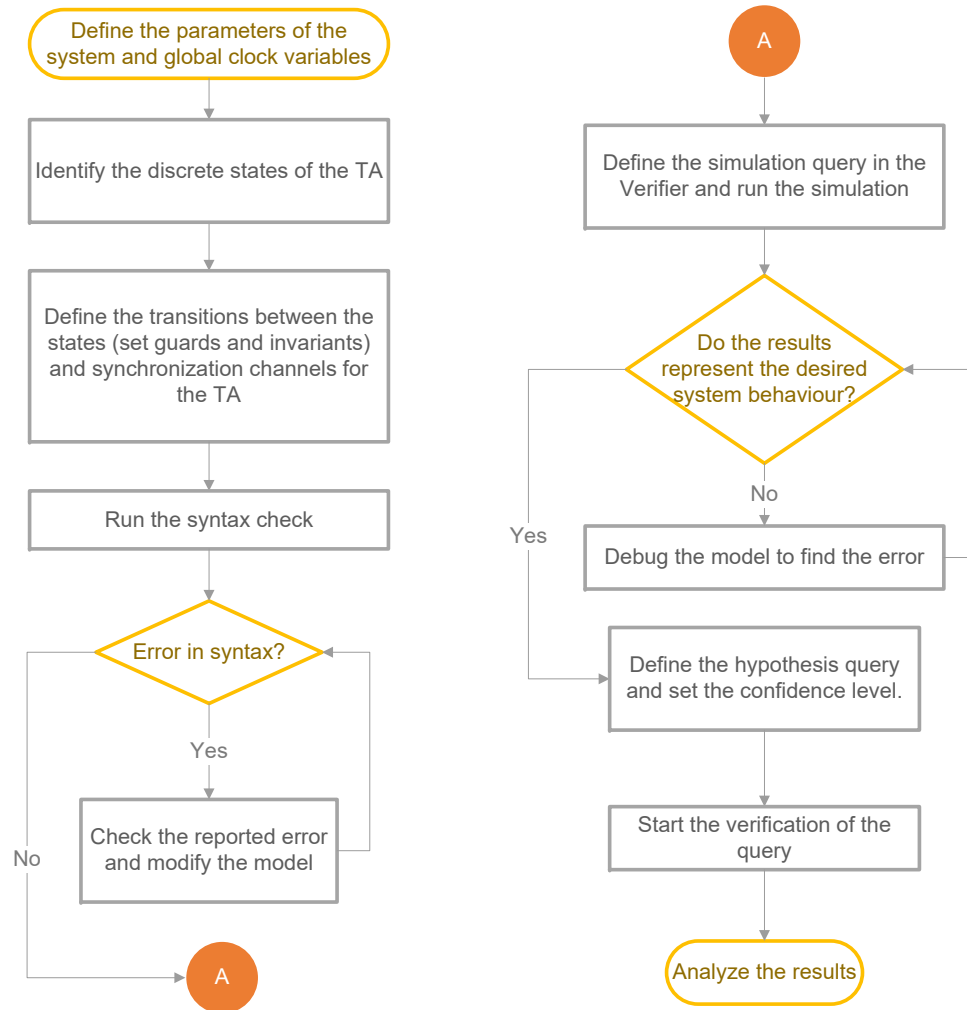 Define the parameters of the
system and global clock variables
Identify the discrete states of the TA
Define the transitions between the
states (set guards and invariants)
and synchronization channels for
the TA
Run the syntax check
Error in syntax?
Yes
Check the reported error
and modify the model
No
A
A
Define the simulation query in the
Verifier and run the simulation
Do the results
represent the desired
system behaviour?
No
Yes
Debug the model to find the error
Define the hypothesis query
and set the confidence level.
Start the verification of the
query
Analyze the results